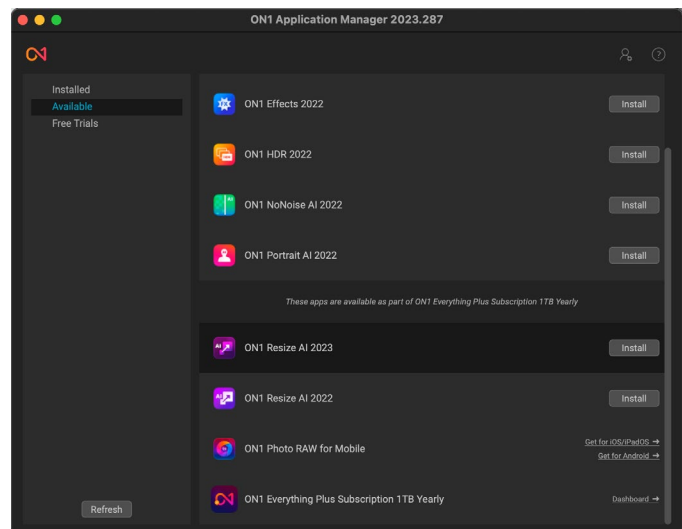 ON1 Application Manager 2023.287
Installed
Available
Free Trials
ON1 Effects 2022
Install
ON1 HDR 2022
Install
ON1 NoNoise AI 2022
Install
ON1 Portrait AI 2022
Install
These apps are available as part of ON1 Everything Plus Subscription 1TB Yearly
AI
ON1 Resize AI 2023
Install
AI
ON1 Resize AI 2022
Install
ON1 Photo RAW for Mobile
Get for iOS/iPadOS →
Get for Android →
ON1 Everything Plus Subscription 1TB Yearly
Dashboard →
Refresh